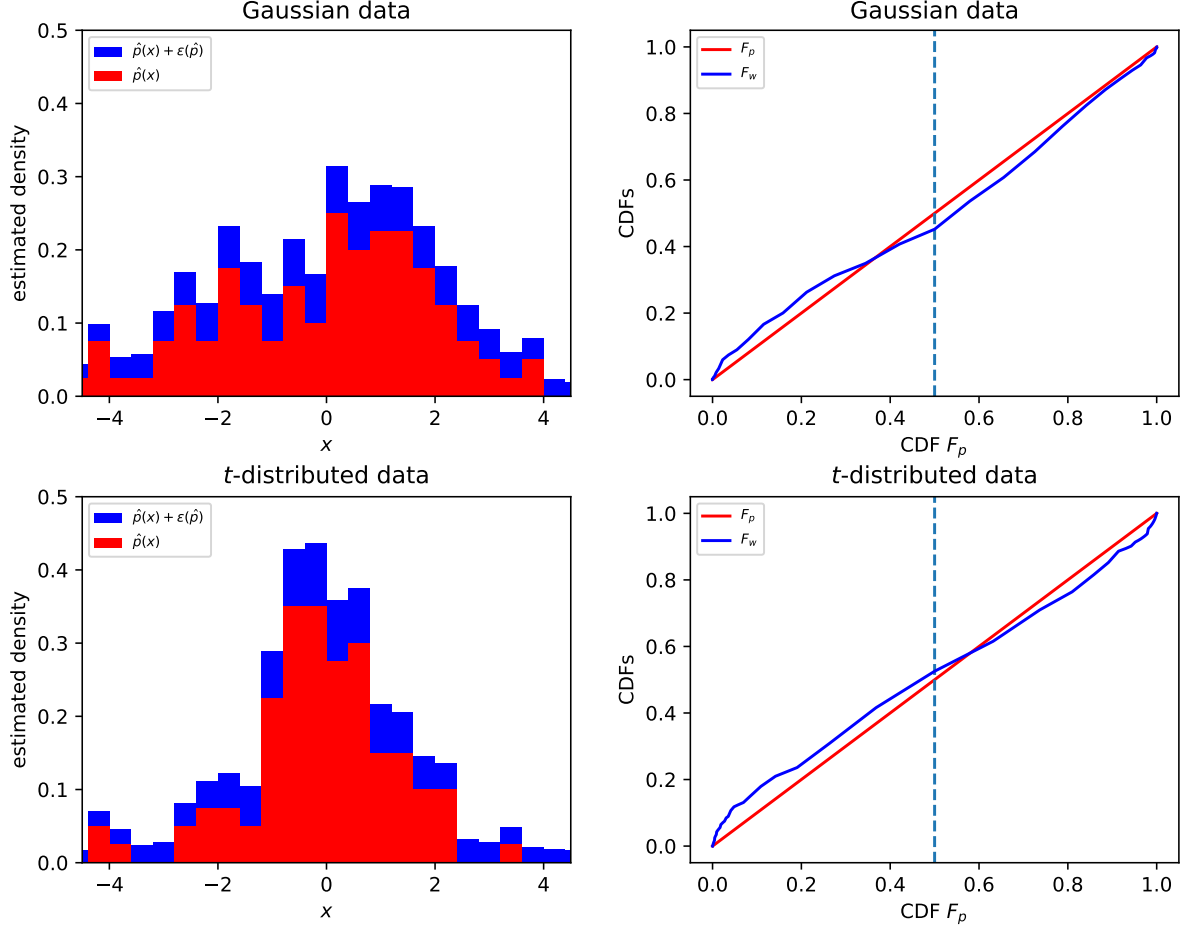 Gaussian data
p̂(x) + ε(p̂)
p̂(x)
estimated density
0.5
0.4
0.3
0.2
0.1
0.0
−4
−2
0
2
4
x
Gaussian data
F_p
F_w
CDFs
1.0
0.8
0.6
0.4
0.2
0.0
0.0
0.2
0.4
0.6
0.8
1.0
CDF F_p
t-distributed data
p̂(x) + ε(p̂)
p̂(x)
estimated density
0.5
0.4
0.3
0.2
0.1
0.0
−4
−2
0
2
4
x
t-distributed data
F_p
F_w
CDFs
1.0
0.8
0.6
0.4
0.2
0.0
0.0
0.2
0.4
0.6
0.8
1.0
CDF F_p